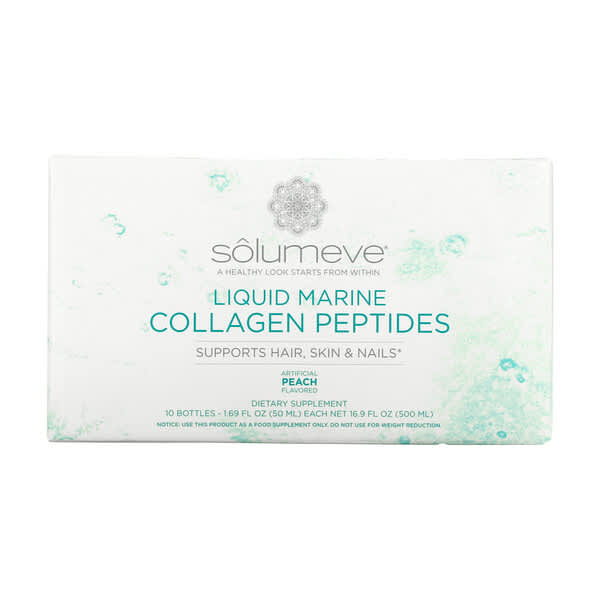 sôlumeve®
A HEALTHY LOOK STARTS FROM WITHIN
LIQUID MARINE
COLLAGEN PEPTIDES
SUPPORTS HAIR, SKIN & NAILS*
ARTIFICIAL
PEACH
FLAVORED
DIETARY SUPPLEMENT
10 BOTTLES - 1.69 FL OZ (50 ML) EACH NET 16.9 FL OZ (500 ML)
NOTICE: USE THIS PRODUCT AS A FOOD SUPPLEMENT ONLY. DO NOT USE FOR WEIGHT REDUCTION.